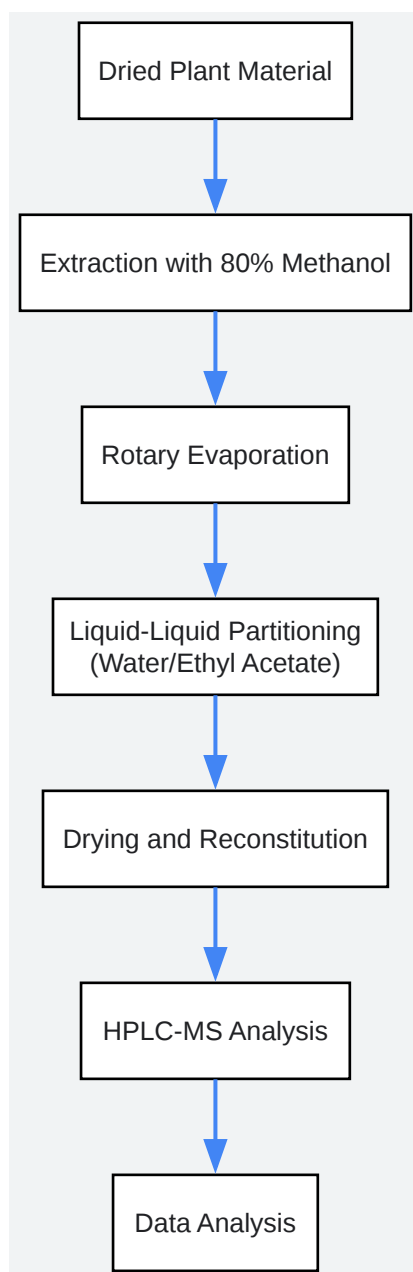 Dried Plant Material
Extraction with 80% Methanol
Rotary Evaporation
Liquid-Liquid Partitioning
(Water/Ethyl Acetate)
Drying and Reconstitution
HPLC-MS Analysis
Data Analysis